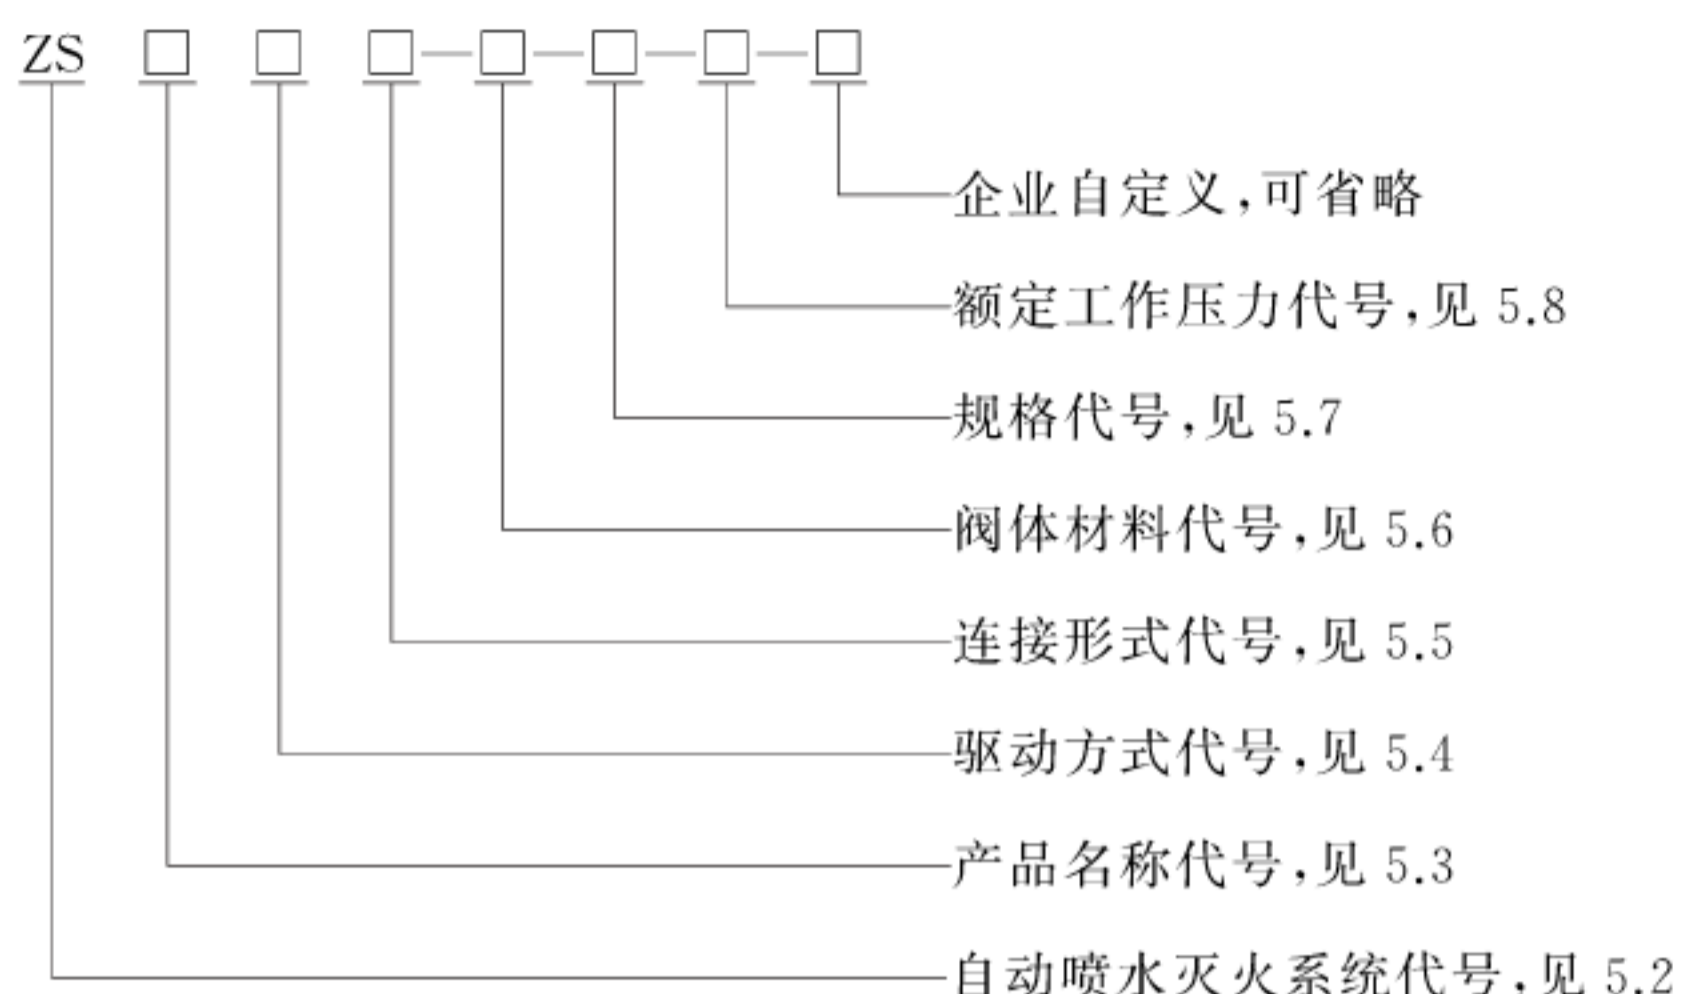 ZS □ □ □—□—□—□—□
企业自定义,可省略
额定工作压力代号,见 5.8
规格代号,见 5.7
阀体材料代号,见 5.6
连接形式代号,见 5.5
驱动方式代号,见 5.4
产品名称代号,见 5.3
自动喷水灭火系统代号,见 5.2